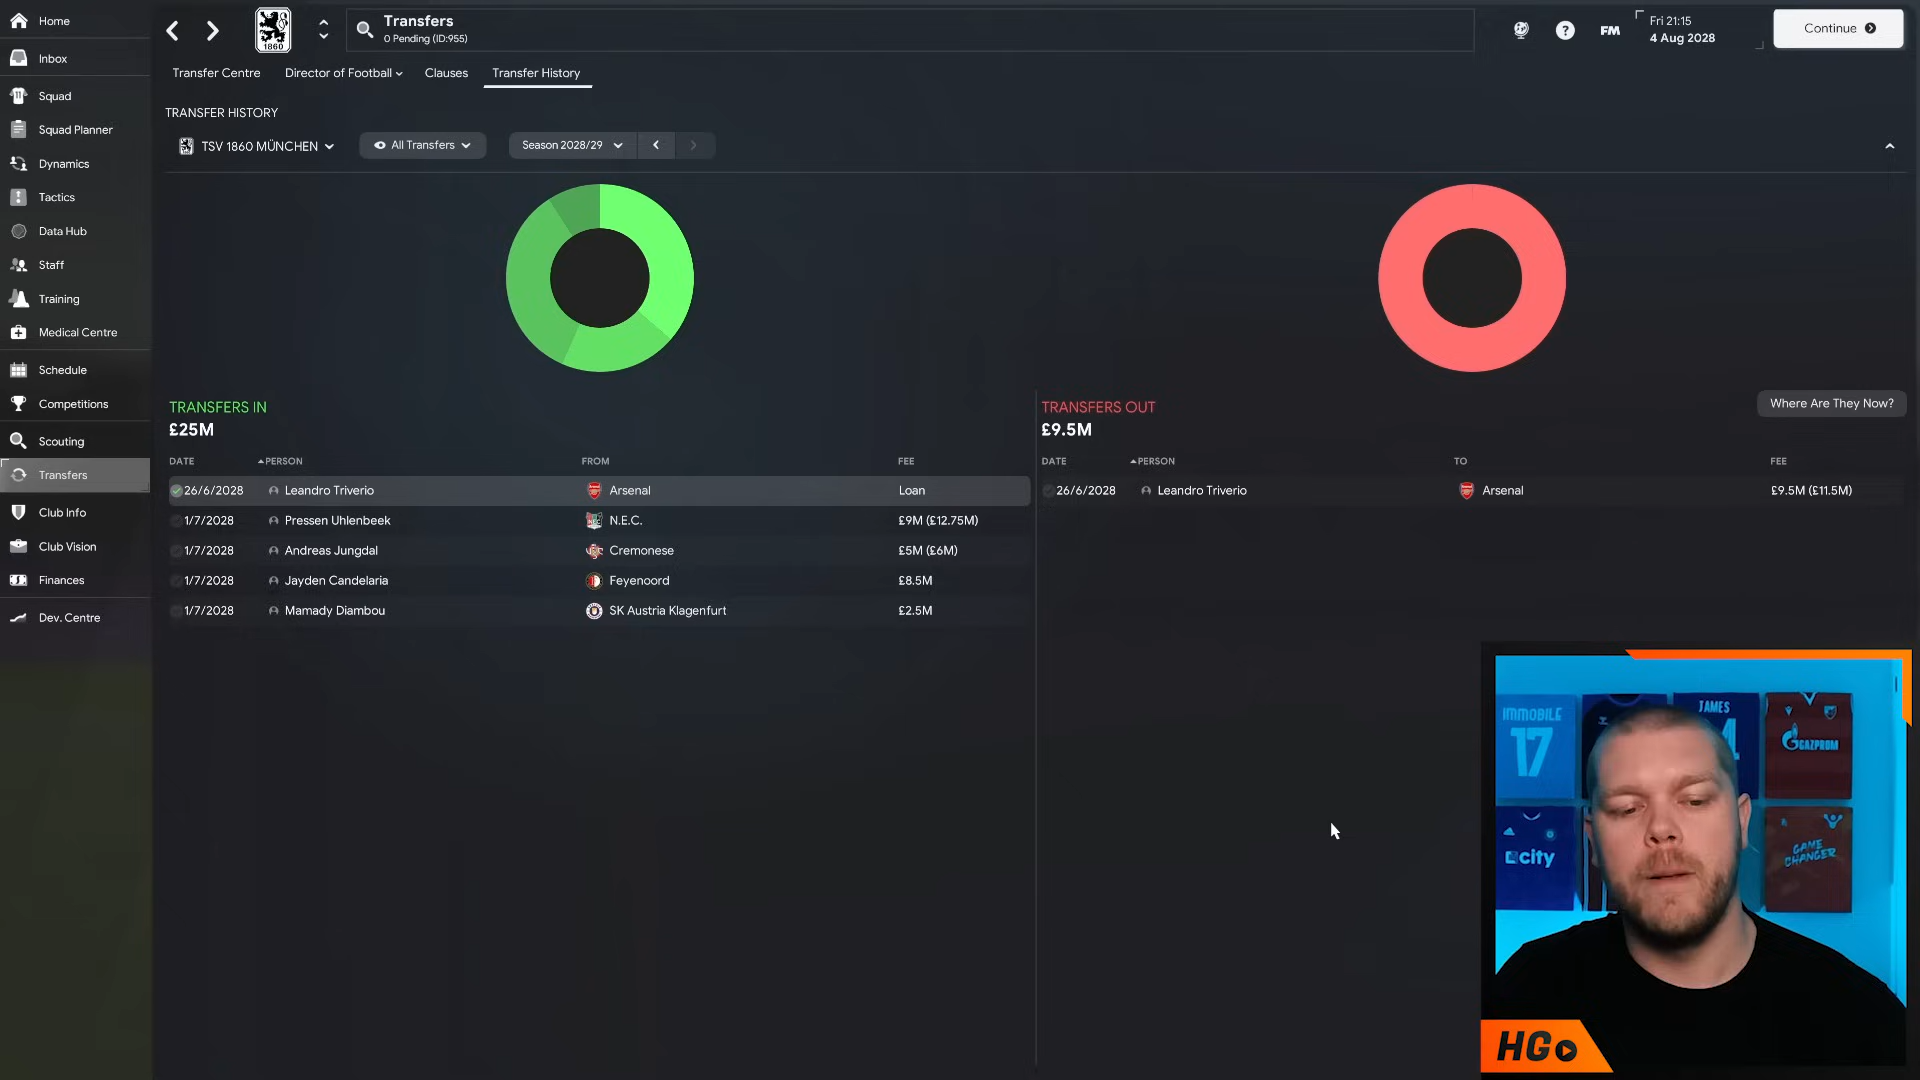 Home
Inbox
Squad
Squad Planner
Dynamics
Tactics
Data Hub
Staff
Training
Medical Centre
Schedule
Competitions
Scouting
Transfers
Club Info
Club Vision
Finances
Dev. Centre
1860
Transfers
0 Pending (ID:955)
FM
Fri 21:15
4 Aug 2028
Continue
Transfer Centre
Director of Football
Clauses
Transfer History
TRANSFER HISTORY
TSV 1860 MÜNCHEN
All Transfers
Season 2028/29
TRANSFERS IN
£25M
DATE PERSON FROM FEE
26/6/2028 Leandro Triverio Arsenal Loan
1/7/2028 Pressen Uhlenbeek N.E.C. £9M (£12.75M)
1/7/2028 Andreas Jungdal Cremonese £5M (£6M)
1/7/2028 Jayden Candelaria Feyenoord £8.5M
1/7/2028 Mamady Diambou SK Austria Klagenfurt £2.5M
TRANSFERS OUT
£9.5M
Where Are They Now?
DATE PERSON TO FEE
26/6/2028 Leandro Triverio Arsenal £9.5M (£11.5M)
IMMOBILE
17
JAMES
4
GAZPROM
city
GAME
CHANGER
HG